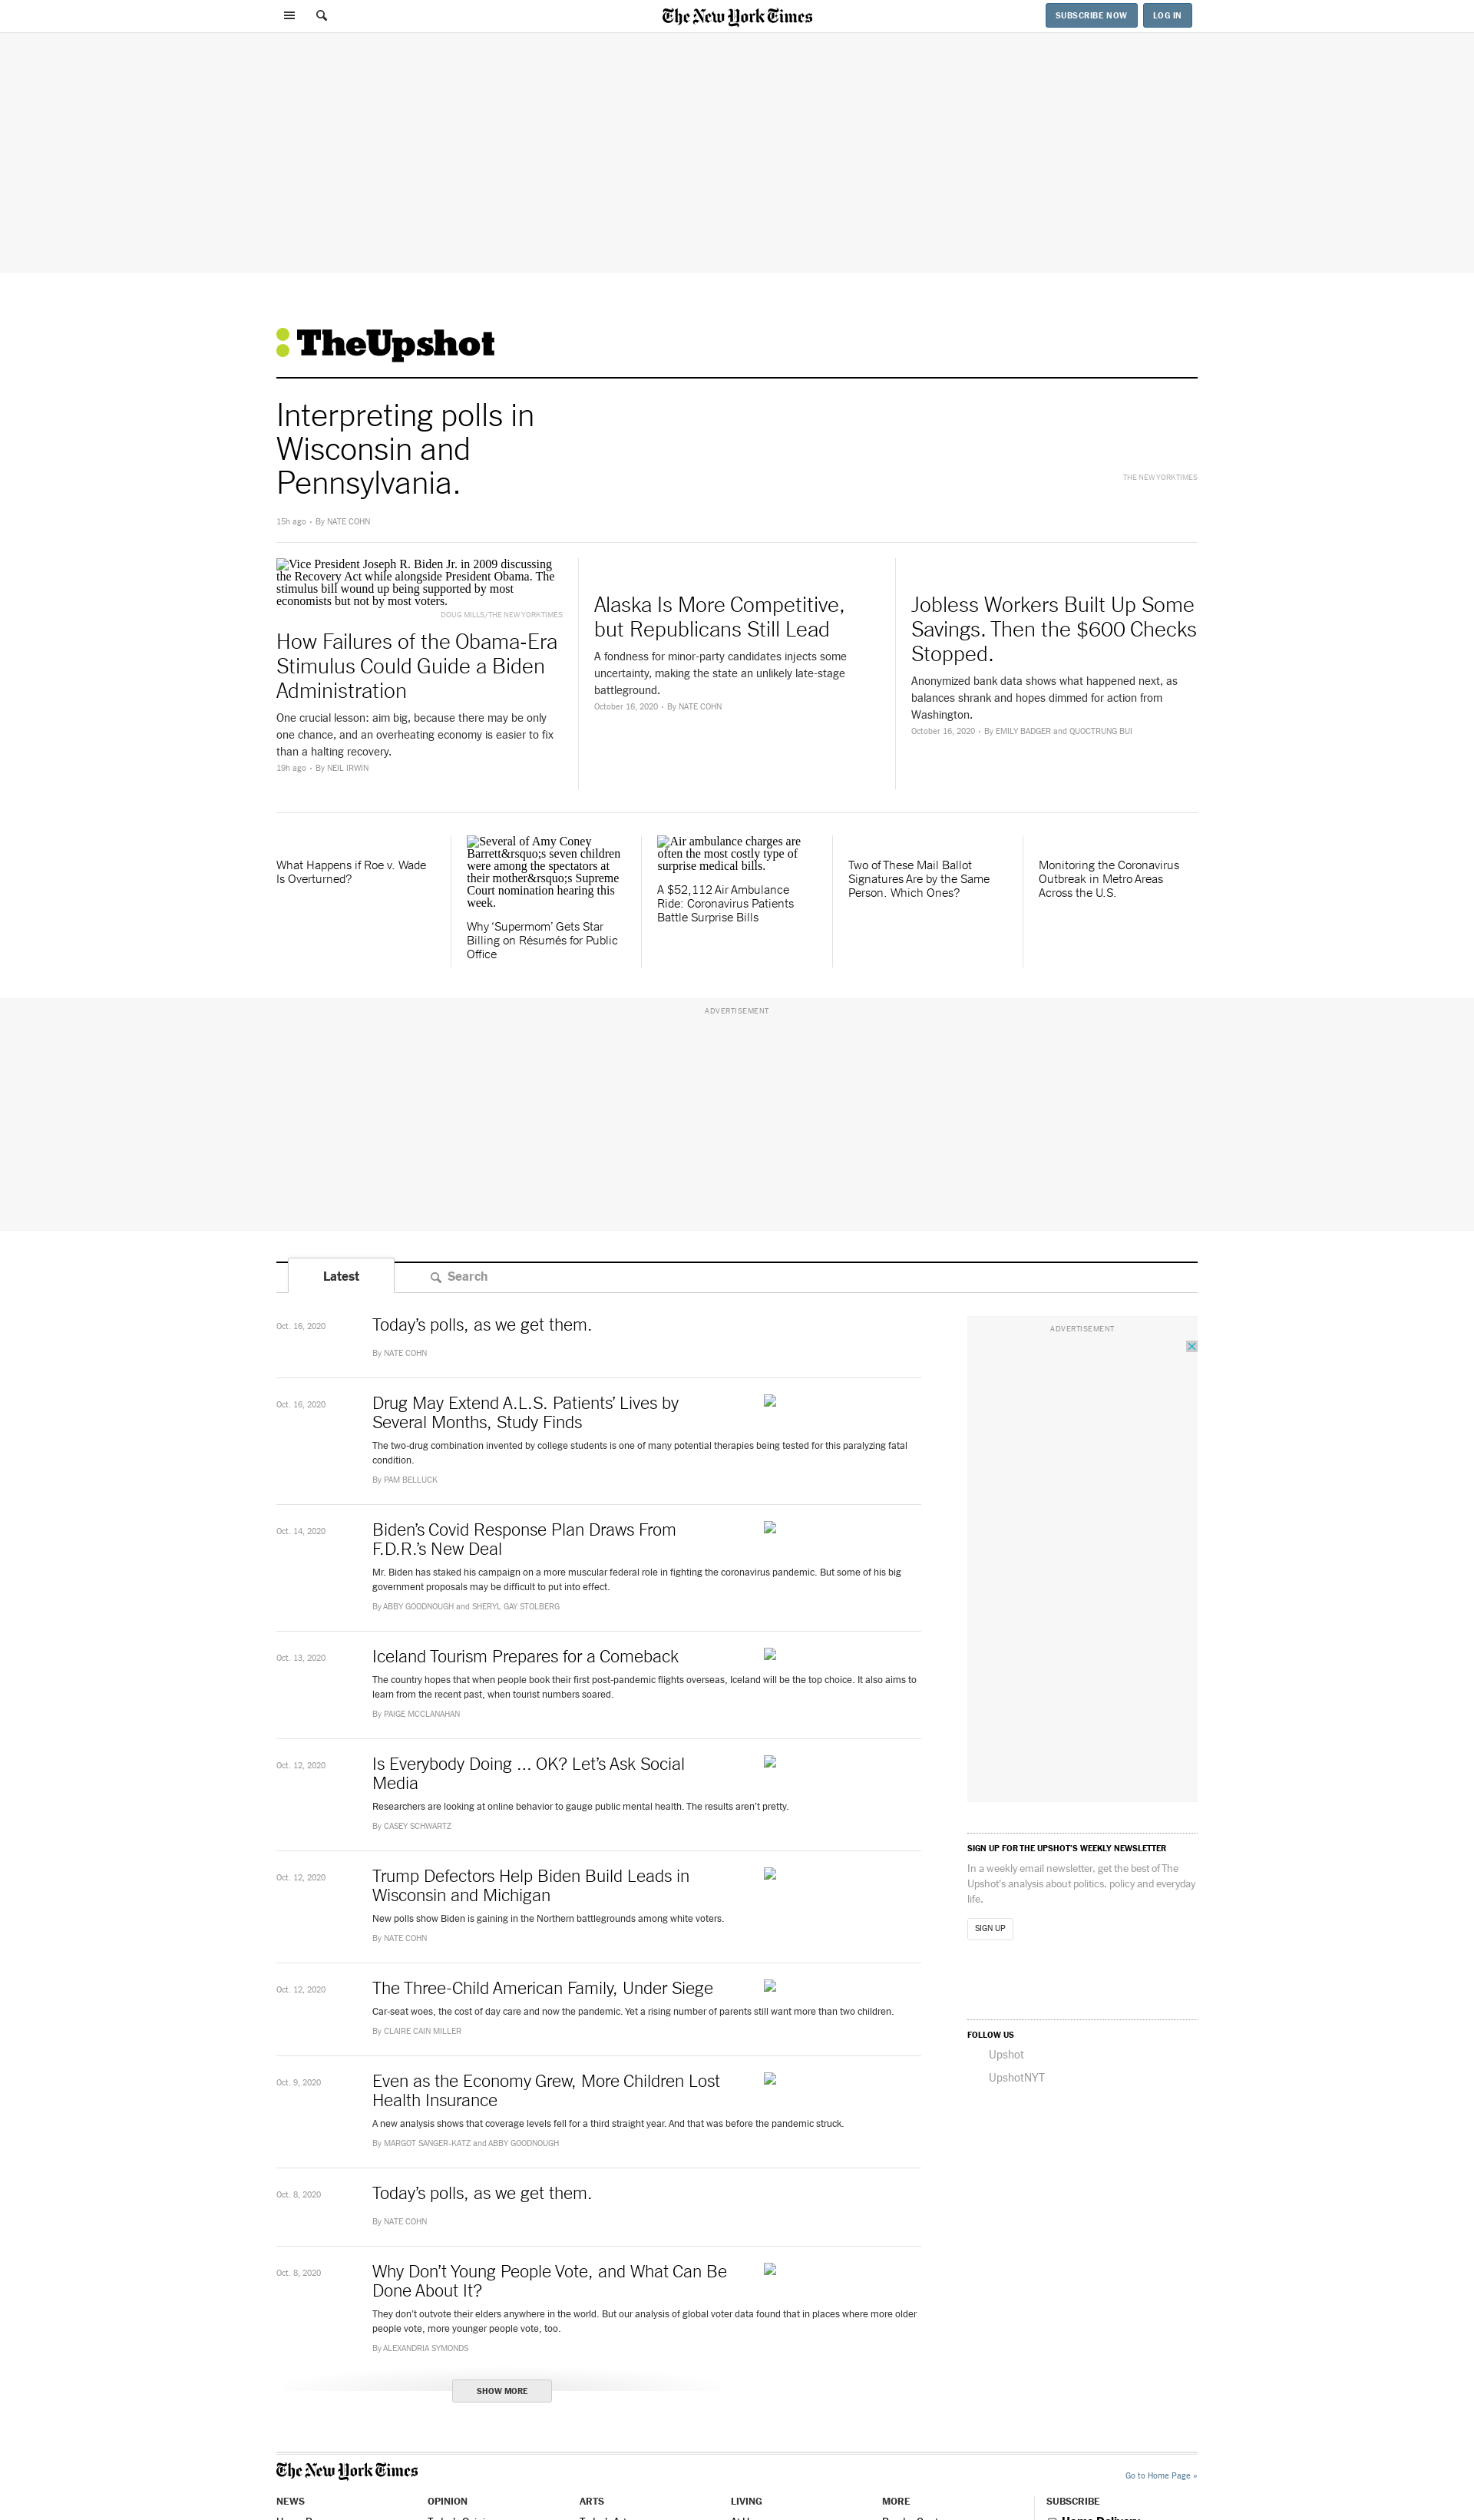 The New York Times
SUBSCRIBE NOW
LOG IN
TheUpshot
Interpreting polls in
Wisconsin and
Pennsylvania.
THE NEW YORK TIMES
15h ago • By NATE COHN
Vice President Joseph R. Biden Jr. in 2009 discussing
the Recovery Act while alongside President Obama. The
stimulus bill wound up being supported by most
economists but not by most voters.
DOUG MILLS/THE NEW YORK TIMES
How Failures of the Obama-Era
Stimulus Could Guide a Biden
Administration
One crucial lesson: aim big, because there may be only
one chance, and an overheating economy is easier to fix
than a halting recovery.
19h ago • By NEIL IRWIN
Alaska Is More Competitive,
but Republicans Still Lead
A fondness for minor-party candidates injects some
uncertainty, making the state an unlikely late-stage
battleground.
October 16, 2020 • By NATE COHN
Jobless Workers Built Up Some
Savings. Then the $600 Checks
Stopped.
Anonymized bank data shows what happened next, as
balances shrank and hopes dimmed for action from
Washington.
October 16, 2020 • By EMILY BADGER and QUOCTRUNG BUI
What Happens if Roe v. Wade
Is Overturned?
Several of Amy Coney
Barrett&rsquo;s seven children
were among the spectators at
their mother&rsquo;s Supreme
Court nomination hearing this
week.
Why ‘Supermom’ Gets Star
Billing on Résumés for Public
Office
Air ambulance charges are
often the most costly type of
surprise medical bills.
A $52,112 Air Ambulance
Ride: Coronavirus Patients
Battle Surprise Bills
Two of These Mail Ballot
Signatures Are by the Same
Person. Which Ones?
Monitoring the Coronavirus
Outbreak in Metro Areas
Across the U.S.
ADVERTISEMENT
Latest
Search
Oct. 16, 2020
Today’s polls, as we get them.
By NATE COHN
Oct. 16, 2020
Drug May Extend A.L.S. Patients’ Lives by
Several Months, Study Finds
The two-drug combination invented by college students is one of many potential therapies being tested for this paralyzing fatal
condition.
By PAM BELLUCK
Oct. 14, 2020
Biden’s Covid Response Plan Draws From
F.D.R.’s New Deal
Mr. Biden has staked his campaign on a more muscular federal role in fighting the coronavirus pandemic. But some of his big
government proposals may be difficult to put into effect.
By ABBY GOODNOUGH and SHERYL GAY STOLBERG
Oct. 13, 2020
Iceland Tourism Prepares for a Comeback
The country hopes that when people book their first post-pandemic flights overseas, Iceland will be the top choice. It also aims to
learn from the recent past, when tourist numbers soared.
By PAIGE MCCLANAHAN
Oct. 12, 2020
Is Everybody Doing ... OK? Let’s Ask Social
Media
Researchers are looking at online behavior to gauge public mental health. The results aren’t pretty.
By CASEY SCHWARTZ
Oct. 12, 2020
Trump Defectors Help Biden Build Leads in
Wisconsin and Michigan
New polls show Biden is gaining in the Northern battlegrounds among white voters.
By NATE COHN
Oct. 12, 2020
The Three-Child American Family, Under Siege
Car-seat woes, the cost of day care and now the pandemic. Yet a rising number of parents still want more than two children.
By CLAIRE CAIN MILLER
Oct. 9, 2020
Even as the Economy Grew, More Children Lost
Health Insurance
A new analysis shows that coverage levels fell for a third straight year. And that was before the pandemic struck.
By MARGOT SANGER-KATZ and ABBY GOODNOUGH
Oct. 8, 2020
Today’s polls, as we get them.
By NATE COHN
Oct. 8, 2020
Why Don’t Young People Vote, and What Can Be
Done About It?
They don’t outvote their elders anywhere in the world. But our analysis of global voter data found that in places where more older
people vote, more younger people vote, too.
By ALEXANDRIA SYMONDS
SHOW MORE
ADVERTISEMENT
SIGN UP FOR THE UPSHOT’S WEEKLY NEWSLETTER
In a weekly email newsletter, get the best of The
Upshot’s analysis about politics, policy and everyday
life.
SIGN UP
FOLLOW US
Upshot
UpshotNYT
The New York Times
Go to Home Page »
NEWS
OPINION
ARTS
LIVING
MORE
SUBSCRIBE